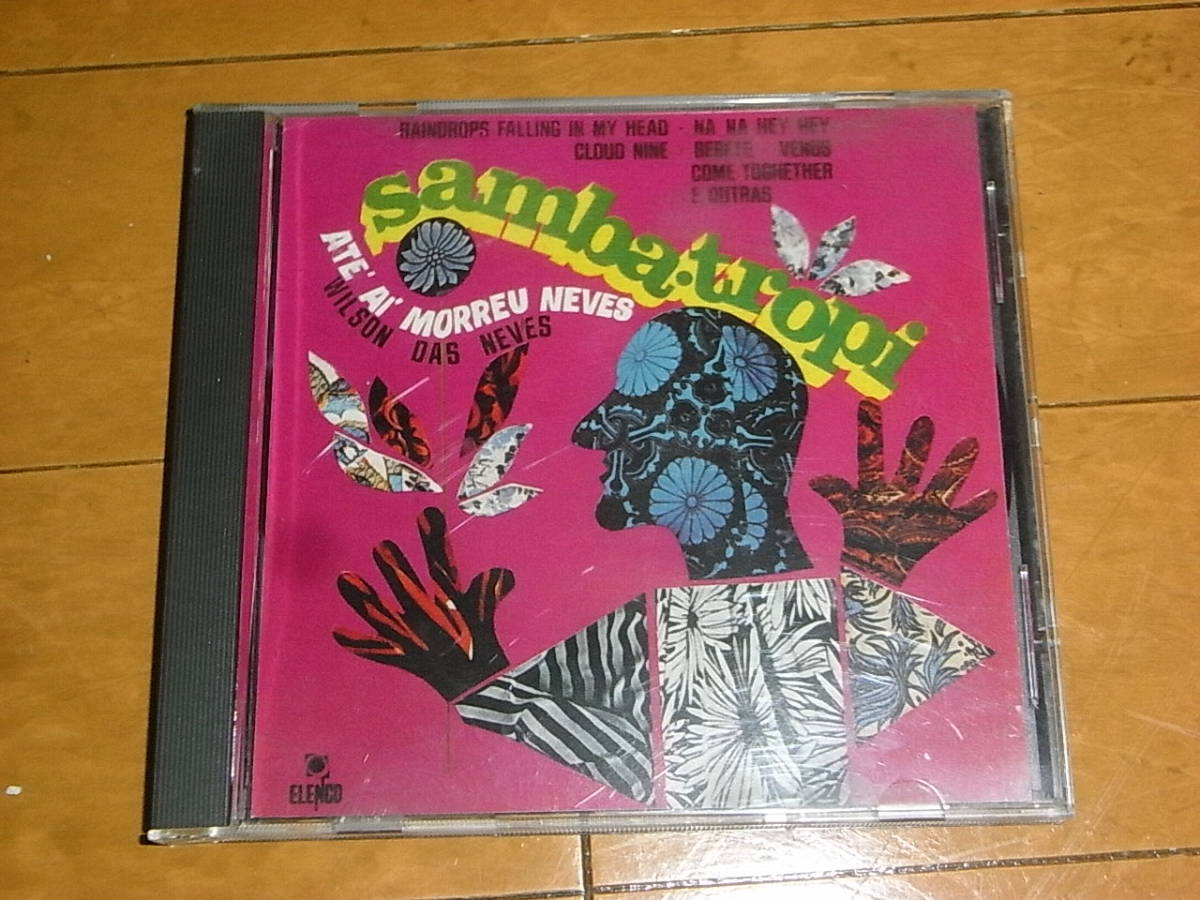 RAINDROPS FALLING IN MY HEAD · NA NA HEY HEY
CLOUD NINE · BERETE · VENUS
COME TOGHETHER
E OUTRAS
samba·tropi
ATE' AI' MORREU NEVES
WILSON DAS NEVES
ELENCO